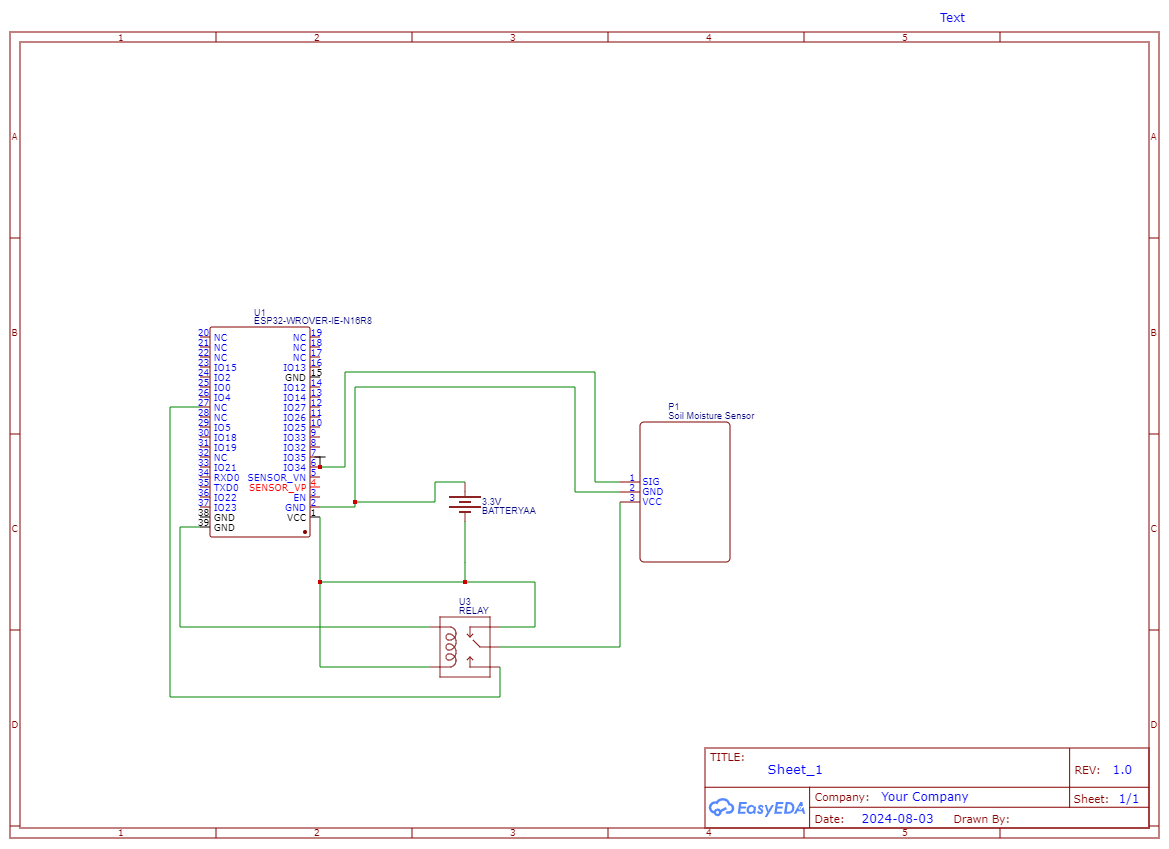 Text
1 2 3 4 5
A A
U1
ESP32-WROVER-IE-N16R8
B B
20 NC NC 19
21 NC NC 18
22 NC NC 17
23 IO15 IO13 16
24 IO2 GND 15
25 IO0 IO12 14
26 IO4 IO14 13
27 NC IO27 12
28 NC IO26 11
29 IO5 IO25 10
30 IO18 IO33 9
31 IO19 IO32 8
32 NC IO35 7
33 IO21 IO34 6
34 RXD0 SENSOR_VN 5
35 TXD0 SENSOR_VP 4
36 IO22 EN 3
37 IO23 GND 2
38 GND VCC 1
39 GND
P1
Soil Moisture Sensor
1 SIG
2 GND
3 VCC
3.3V
BATTERYAA
C C
U3
RELAY
D D
TITLE:
Sheet_1
REV: 1.0
EasyEDA
Company: Your Company
Sheet: 1/1
Date: 2024-08-03 Drawn By:
1 2 3 4 5